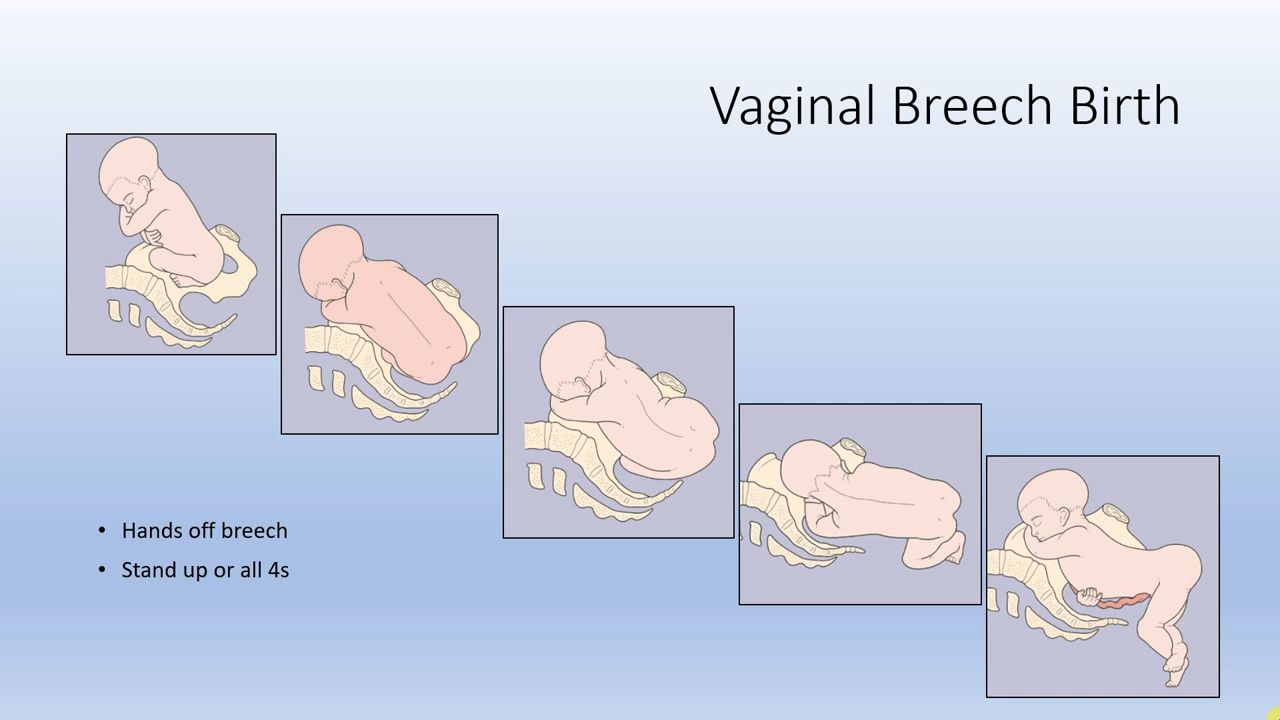 Vaginal Breech Birth
• Hands off breech
• Stand up or all 4s